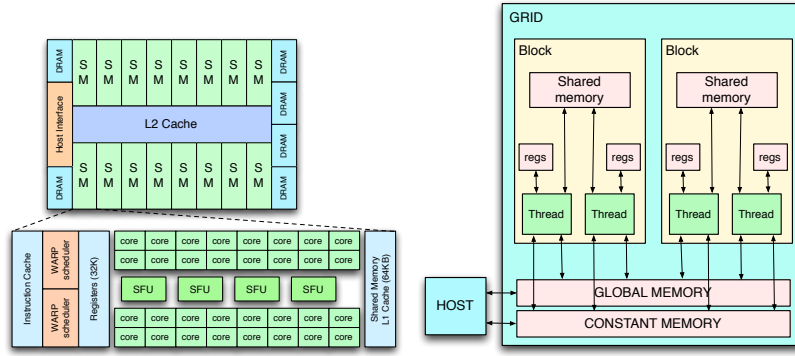 DRAM
S M
S M
S M
S M
S M
S M
S M
S M
DRAM
Host Interface
L2 Cache
DRAM
DRAM
DRAM
S M
S M
S M
S M
S M
S M
S M
S M
DRAM
Instruction Cache
WARP
scheduler
WARP
scheduler
Registers (32K)
core core core core core core core core
core core core core core core core core
SFU SFU SFU SFU
core core core core core core core core
core core core core core core core core
Shared Memory
L1 Cache (64KB)
GRID
Block
Shared
memory
regs
regs
Thread
Thread
Block
Shared
memory
regs
regs
Thread
Thread
HOST
GLOBAL MEMORY
CONSTANT MEMORY